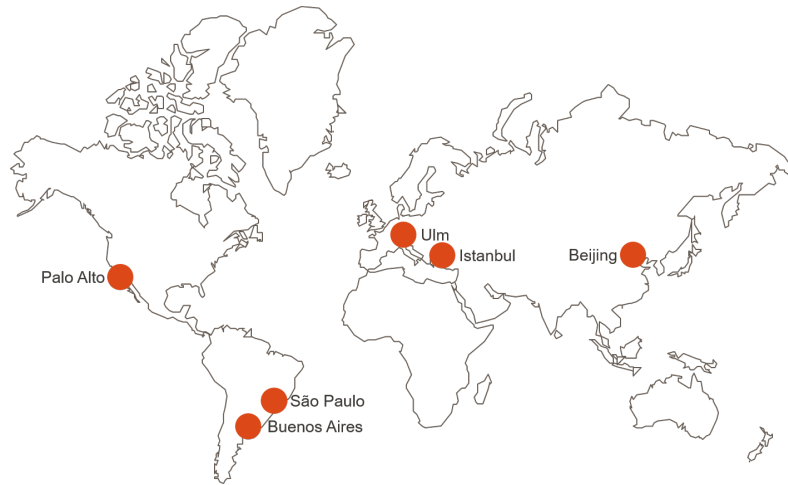 Ulm
Istanbul
Beijing
Palo Alto
São Paulo
Buenos Aires